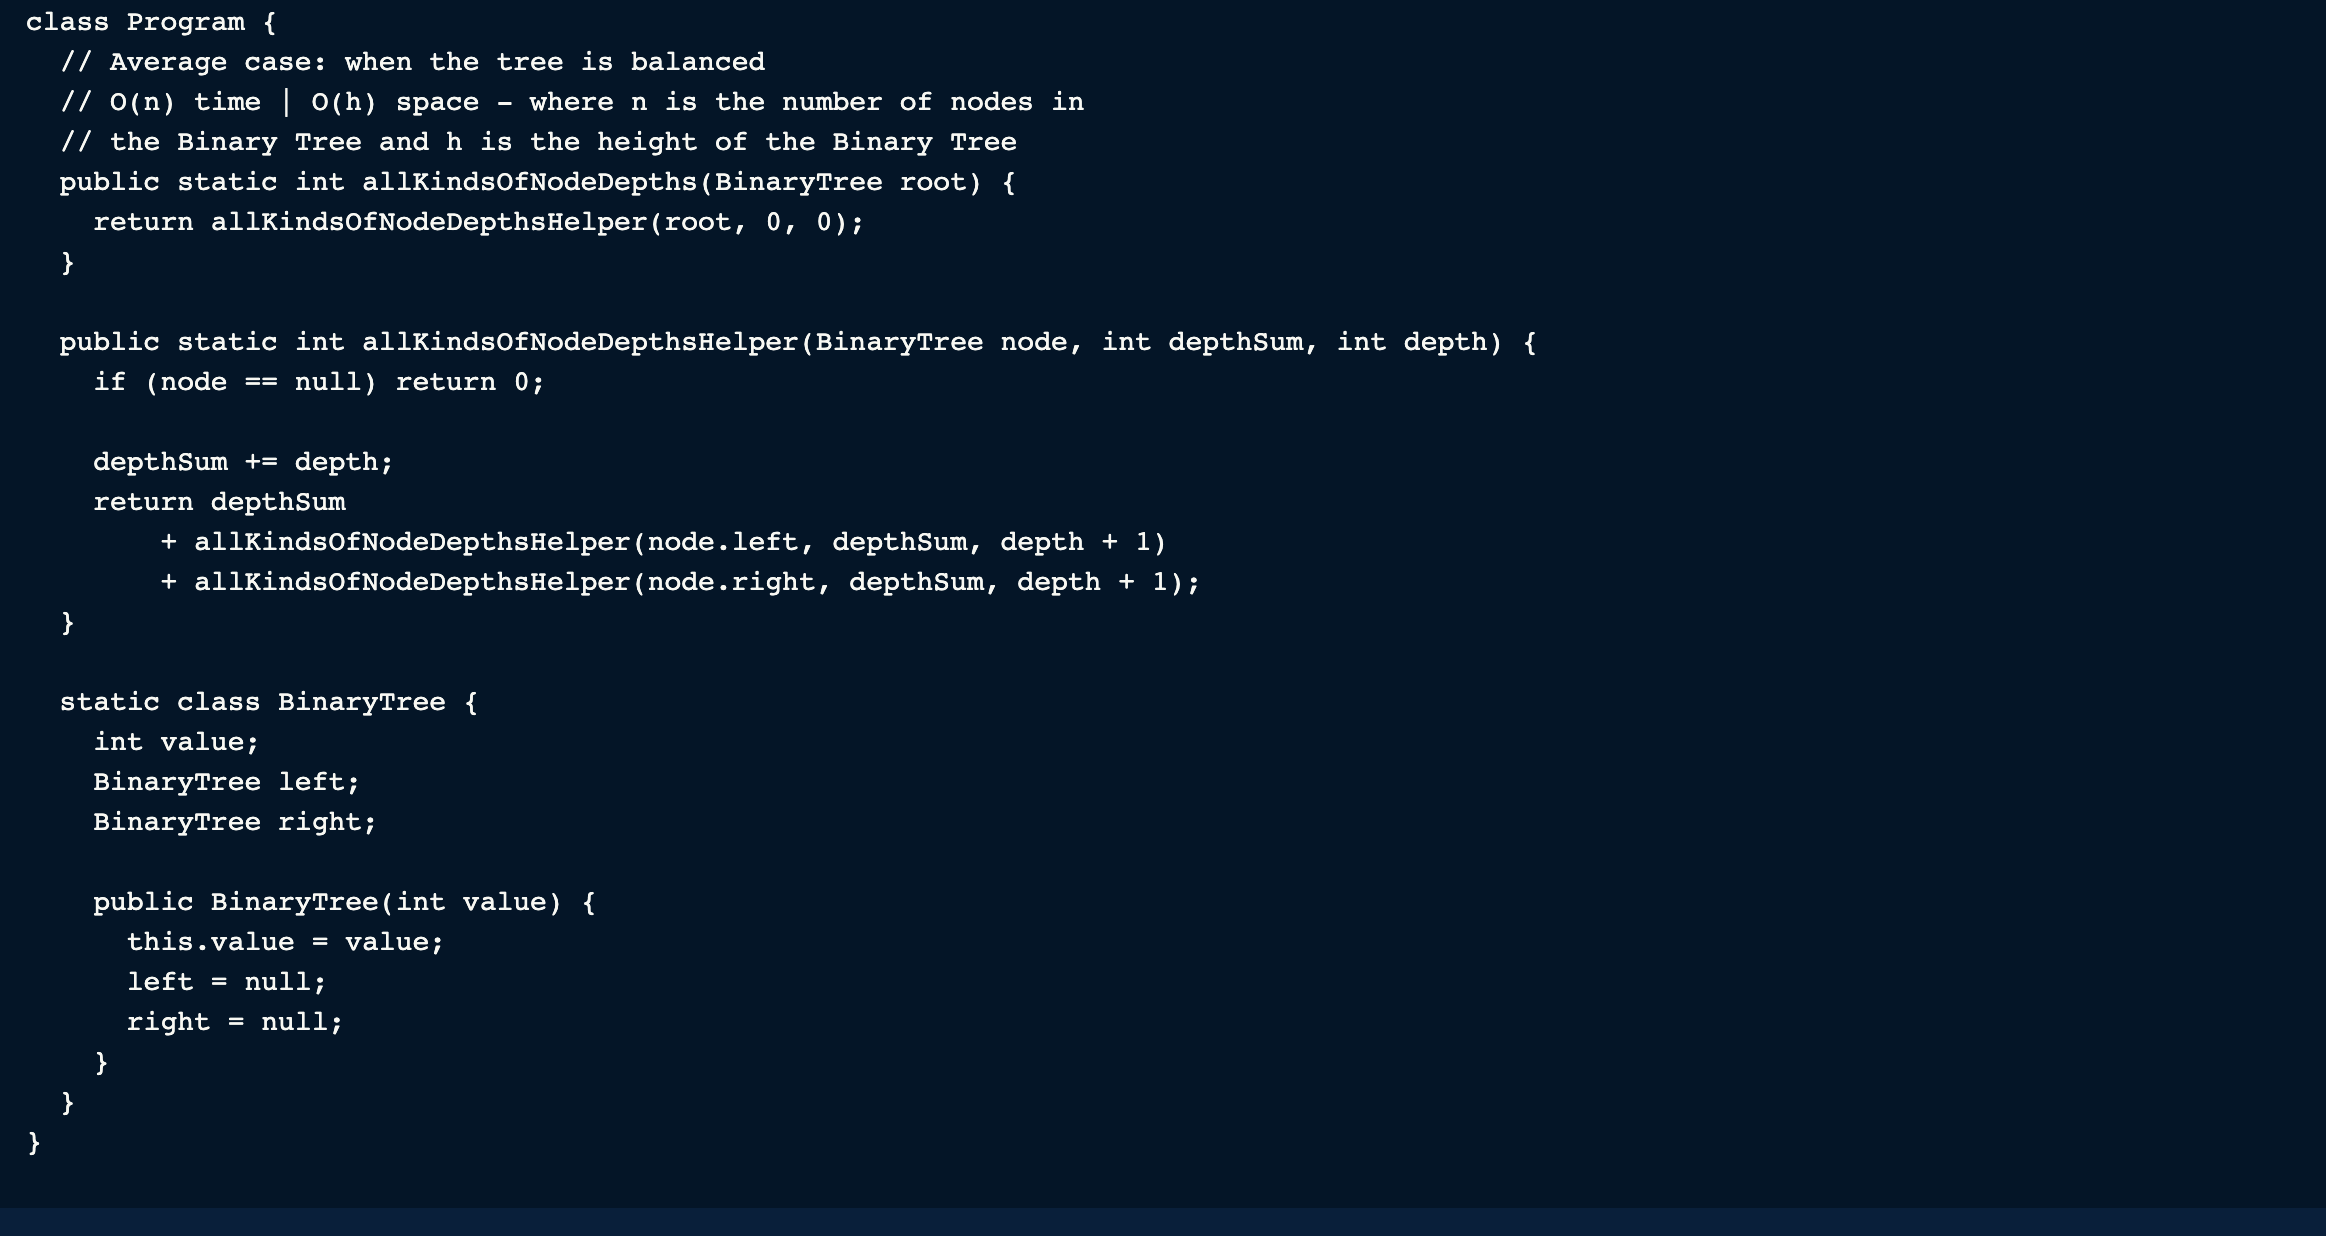 class Program {
  // Average case: when the tree is balanced
  // O(n) time | O(h) space - where n is the number of nodes in
  // the Binary Tree and h is the height of the Binary Tree
  public static int allKindsOfNodeDepths(BinaryTree root) {
    return allKindsOfNodeDepthsHelper(root, 0, 0);
  }

  public static int allKindsOfNodeDepthsHelper(BinaryTree node, int depthSum, int depth) {
    if (node == null) return 0;

    depthSum += depth;
    return depthSum
        + allKindsOfNodeDepthsHelper(node.left, depthSum, depth + 1)
        + allKindsOfNodeDepthsHelper(node.right, depthSum, depth + 1);
  }

  static class BinaryTree {
    int value;
    BinaryTree left;
    BinaryTree right;

    public BinaryTree(int value) {
      this.value = value;
      left = null;
      right = null;
    }
  }
}